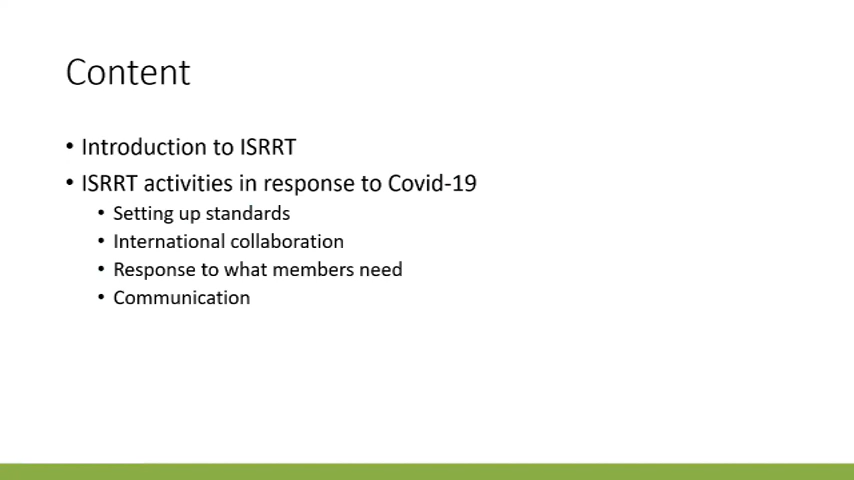 Content
• Introduction to ISRRT
• ISRRT activities in response to Covid-19
• Setting up standards
• International collaboration
• Response to what members need
• Communication